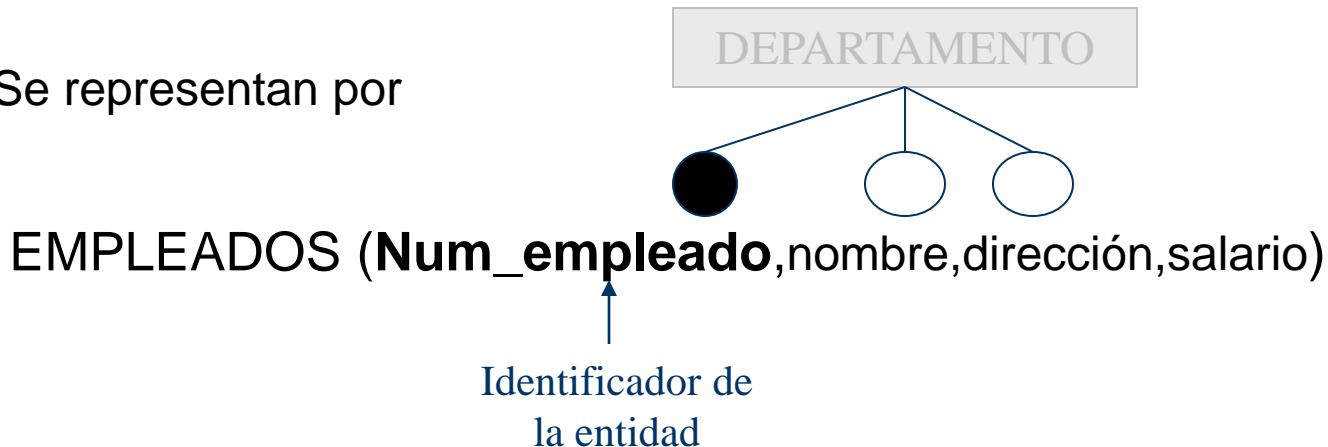 DEPARTAMENTO
Se representan por
EMPLEADOS (Num_empleado,nombre,dirección,salario)
Identificador de
la entidad